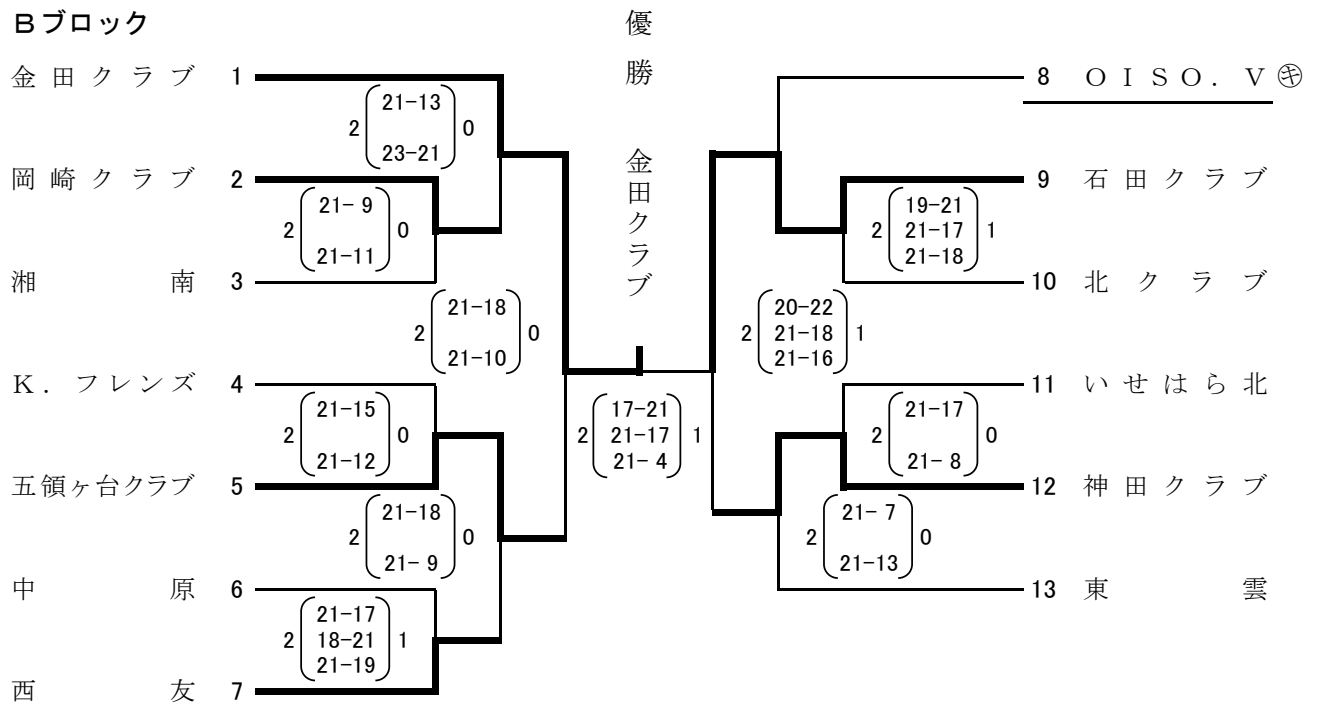 Ｂブロック
優勝 金田クラブ
金田クラブ 1
2 21-13 0
23-21
岡崎クラブ 2
2 21- 9 0
21-11
湘南 3
2 21-18 0
21-10
K. フレンズ 4
2 21-15 0
21-12
五領ヶ台クラブ 5
2 21-18 0
21- 9
中原 6
2 21-17 1
18-21
21-19
西友 7
2 17-21 1
21-17
21- 4
8 OISO. V㋖
9 石田クラブ
2 19-21 1
21-17
21-18
10 北クラブ
2 20-22 1
21-18
21-16
11 いせはら北
2 21-17 0
21- 8
12 神田クラブ
2 21- 7 0
21-13
13 東雲